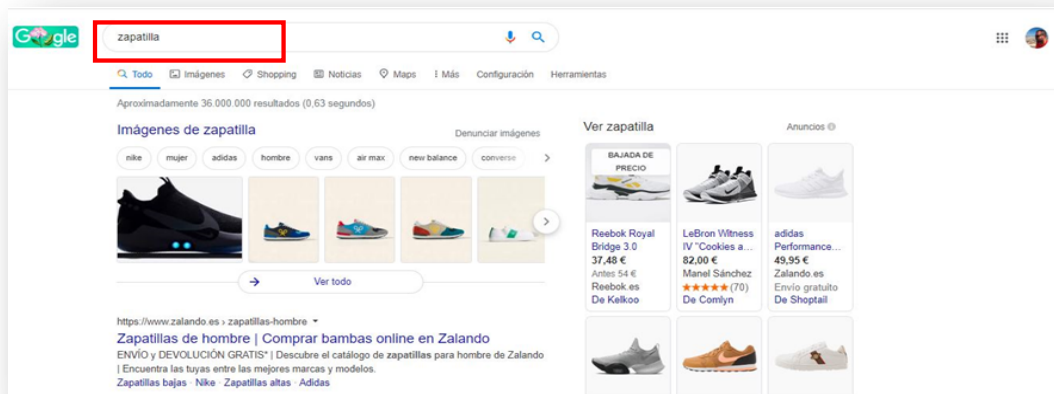 Google
zapatilla
Todo Imágenes Shopping Noticias Maps Más Configuración Herramientas
Aproximadamente 36.000.000 resultados (0,63 segundos)
Imágenes de zapatilla
Denunciar imágenes
nike mujer adidas hombre vans air max new balance converse
Ver todo
https://www.zalando.es › zapatillas-hombre
Zapatillas de hombre | Comprar bambas online en Zalando
ENVÍO y DEVOLUCIÓN GRATIS* | Descubre el catálogo de zapatillas para hombre de Zalando
| Encuentra las tuyas entre las mejores marcas y modelos.
Zapatillas bajas · Nike · Zapatillas altas · Adidas
Ver zapatilla
Anuncios
BAJADA DE
PRECIO
Reebok Royal
Bridge 3.0
37,48 €
Antes 54 €
Reebok.es
De Kelkoo
LeBron Witness
IV "Cookies a...
82,00 €
Manel Sánchez
★★★★★ (70)
De Comlyn
adidas
Performance...
49,95 €
Zalando.es
Envío gratuito
De Shoptail